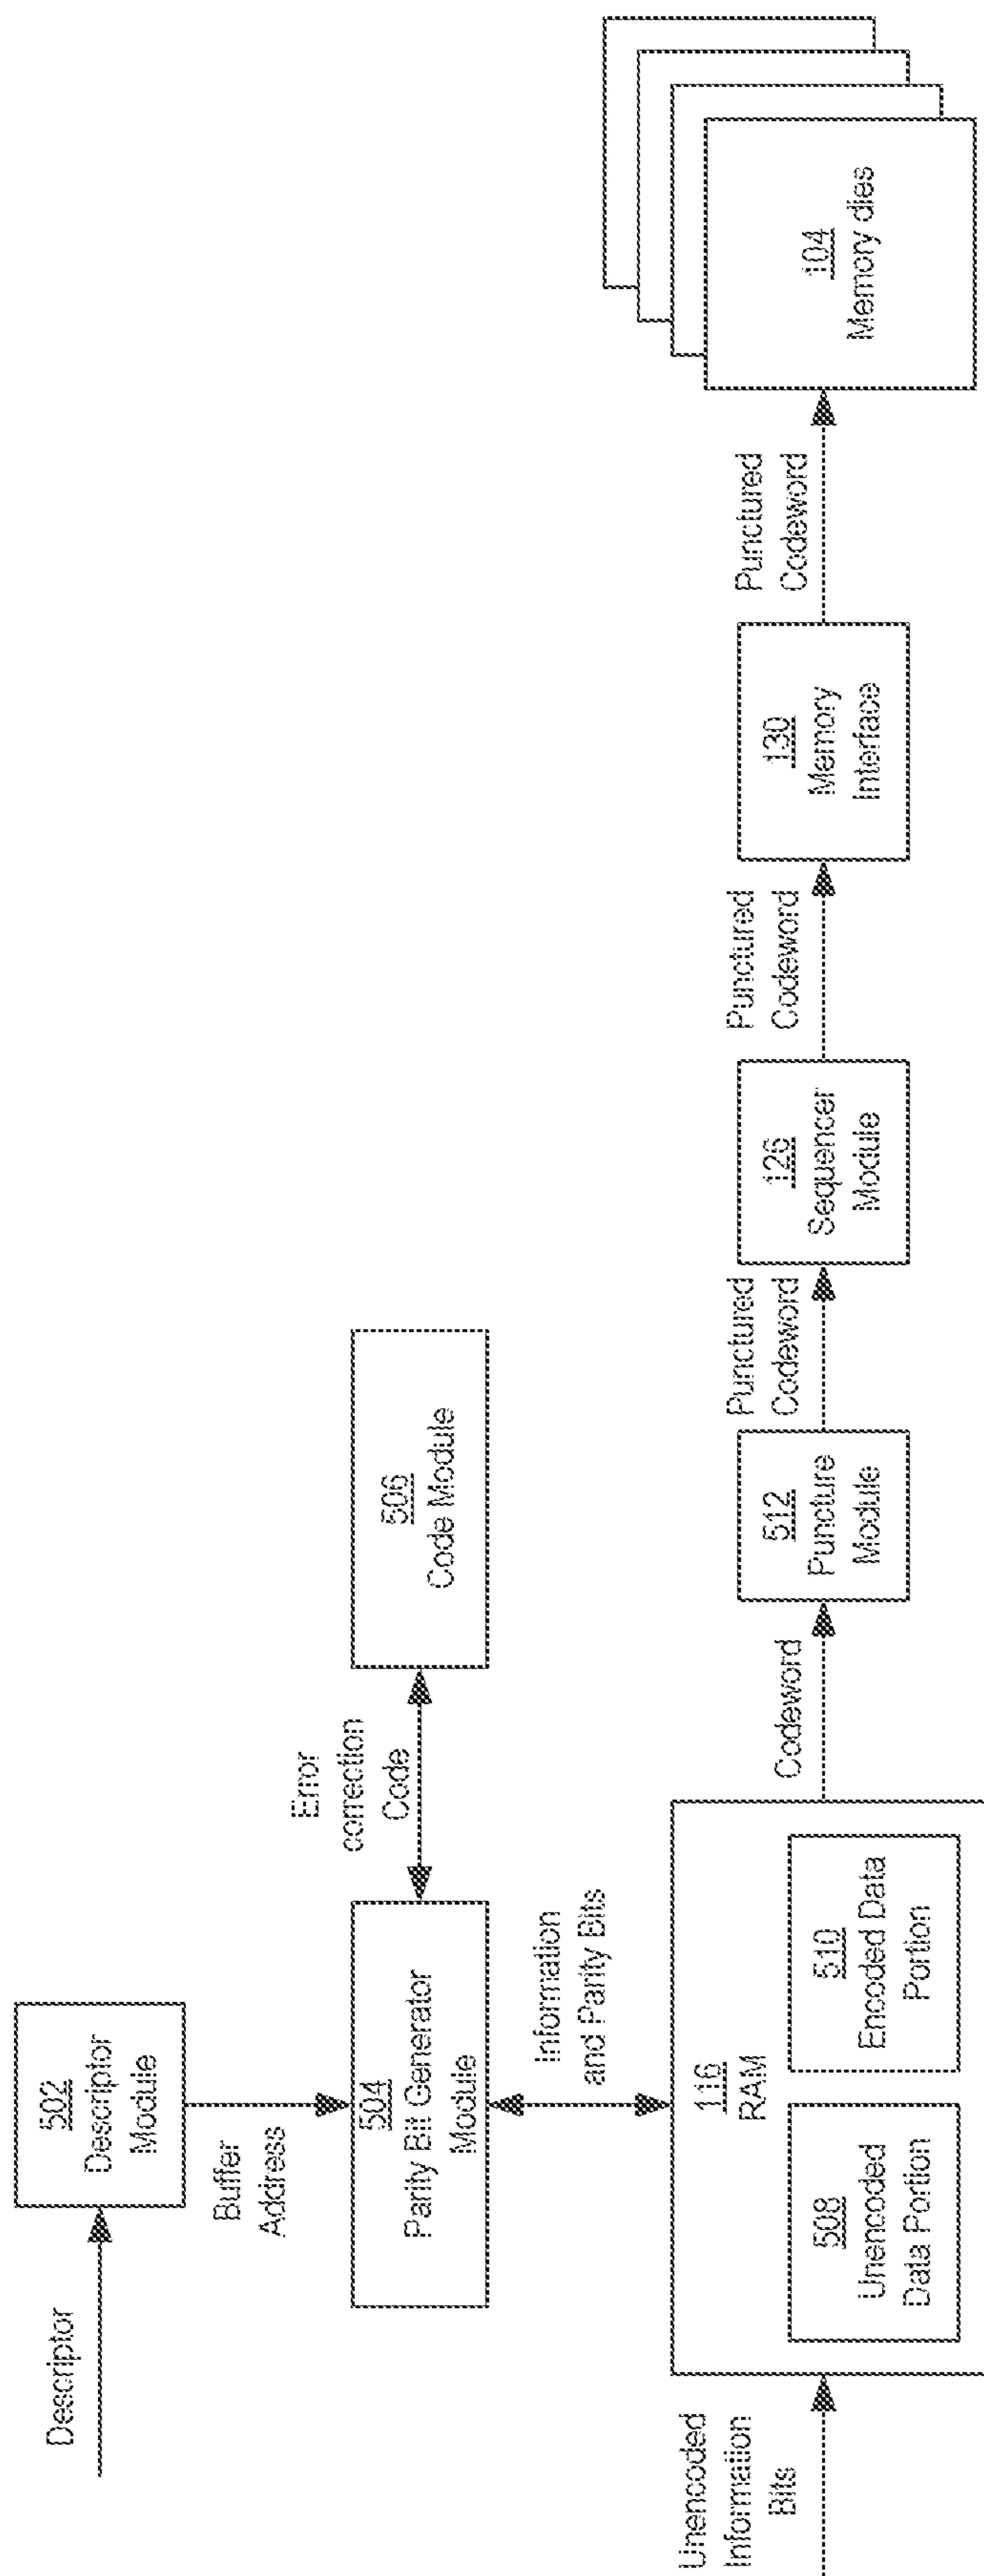 Descriptor
502
Descriptor
Module
Buffer
Address
504
Parity Bit Generator
Module
Error
correction
Code
506
Code Module
Information
and Parity Bits
Unencoded
Information
Bits
116
RAM
508
Unencoded
Data Portion
510
Encoded Data
Portion
Codeword
512
Puncture
Module
Punctured
Codeword
126
Sequencer
Module
Punctured
Codeword
130
Memory
Interface
Punctured
Codeword
104
Memory dies